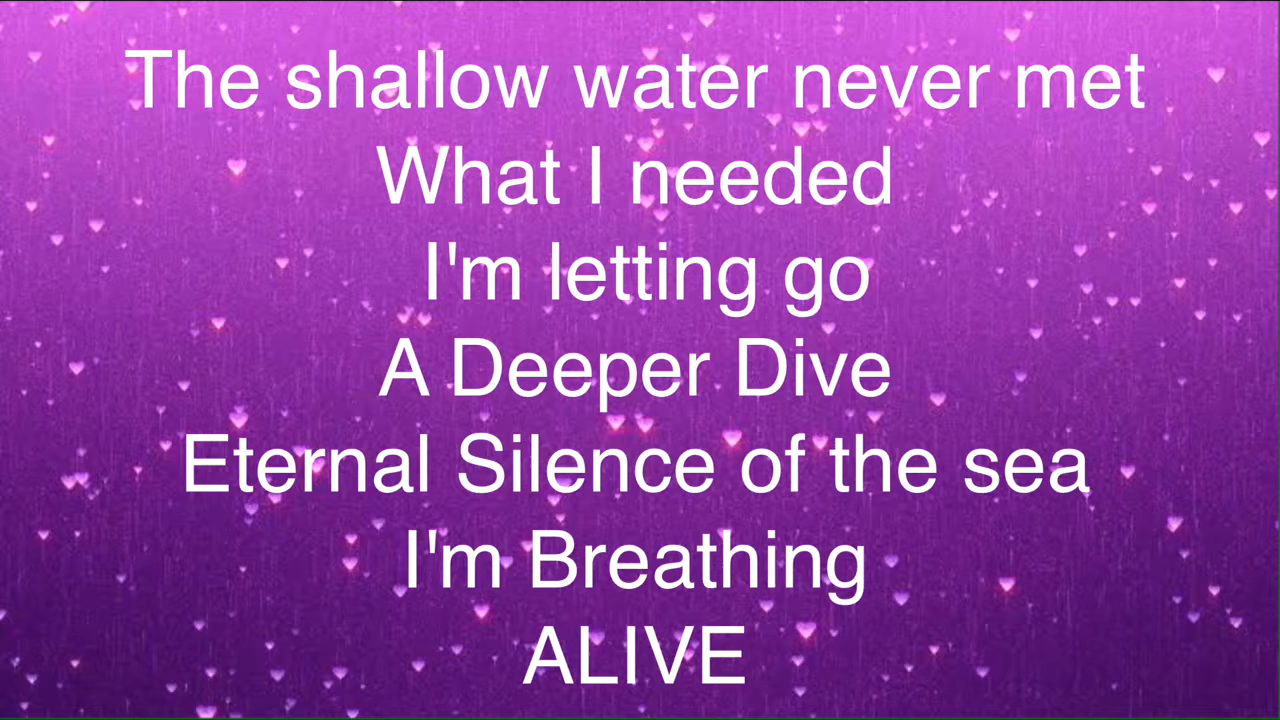 The shallow water never met
What I needed
I'm letting go
A Deeper Dive
Eternal Silence of the sea
I'm Breathing
ALIVE